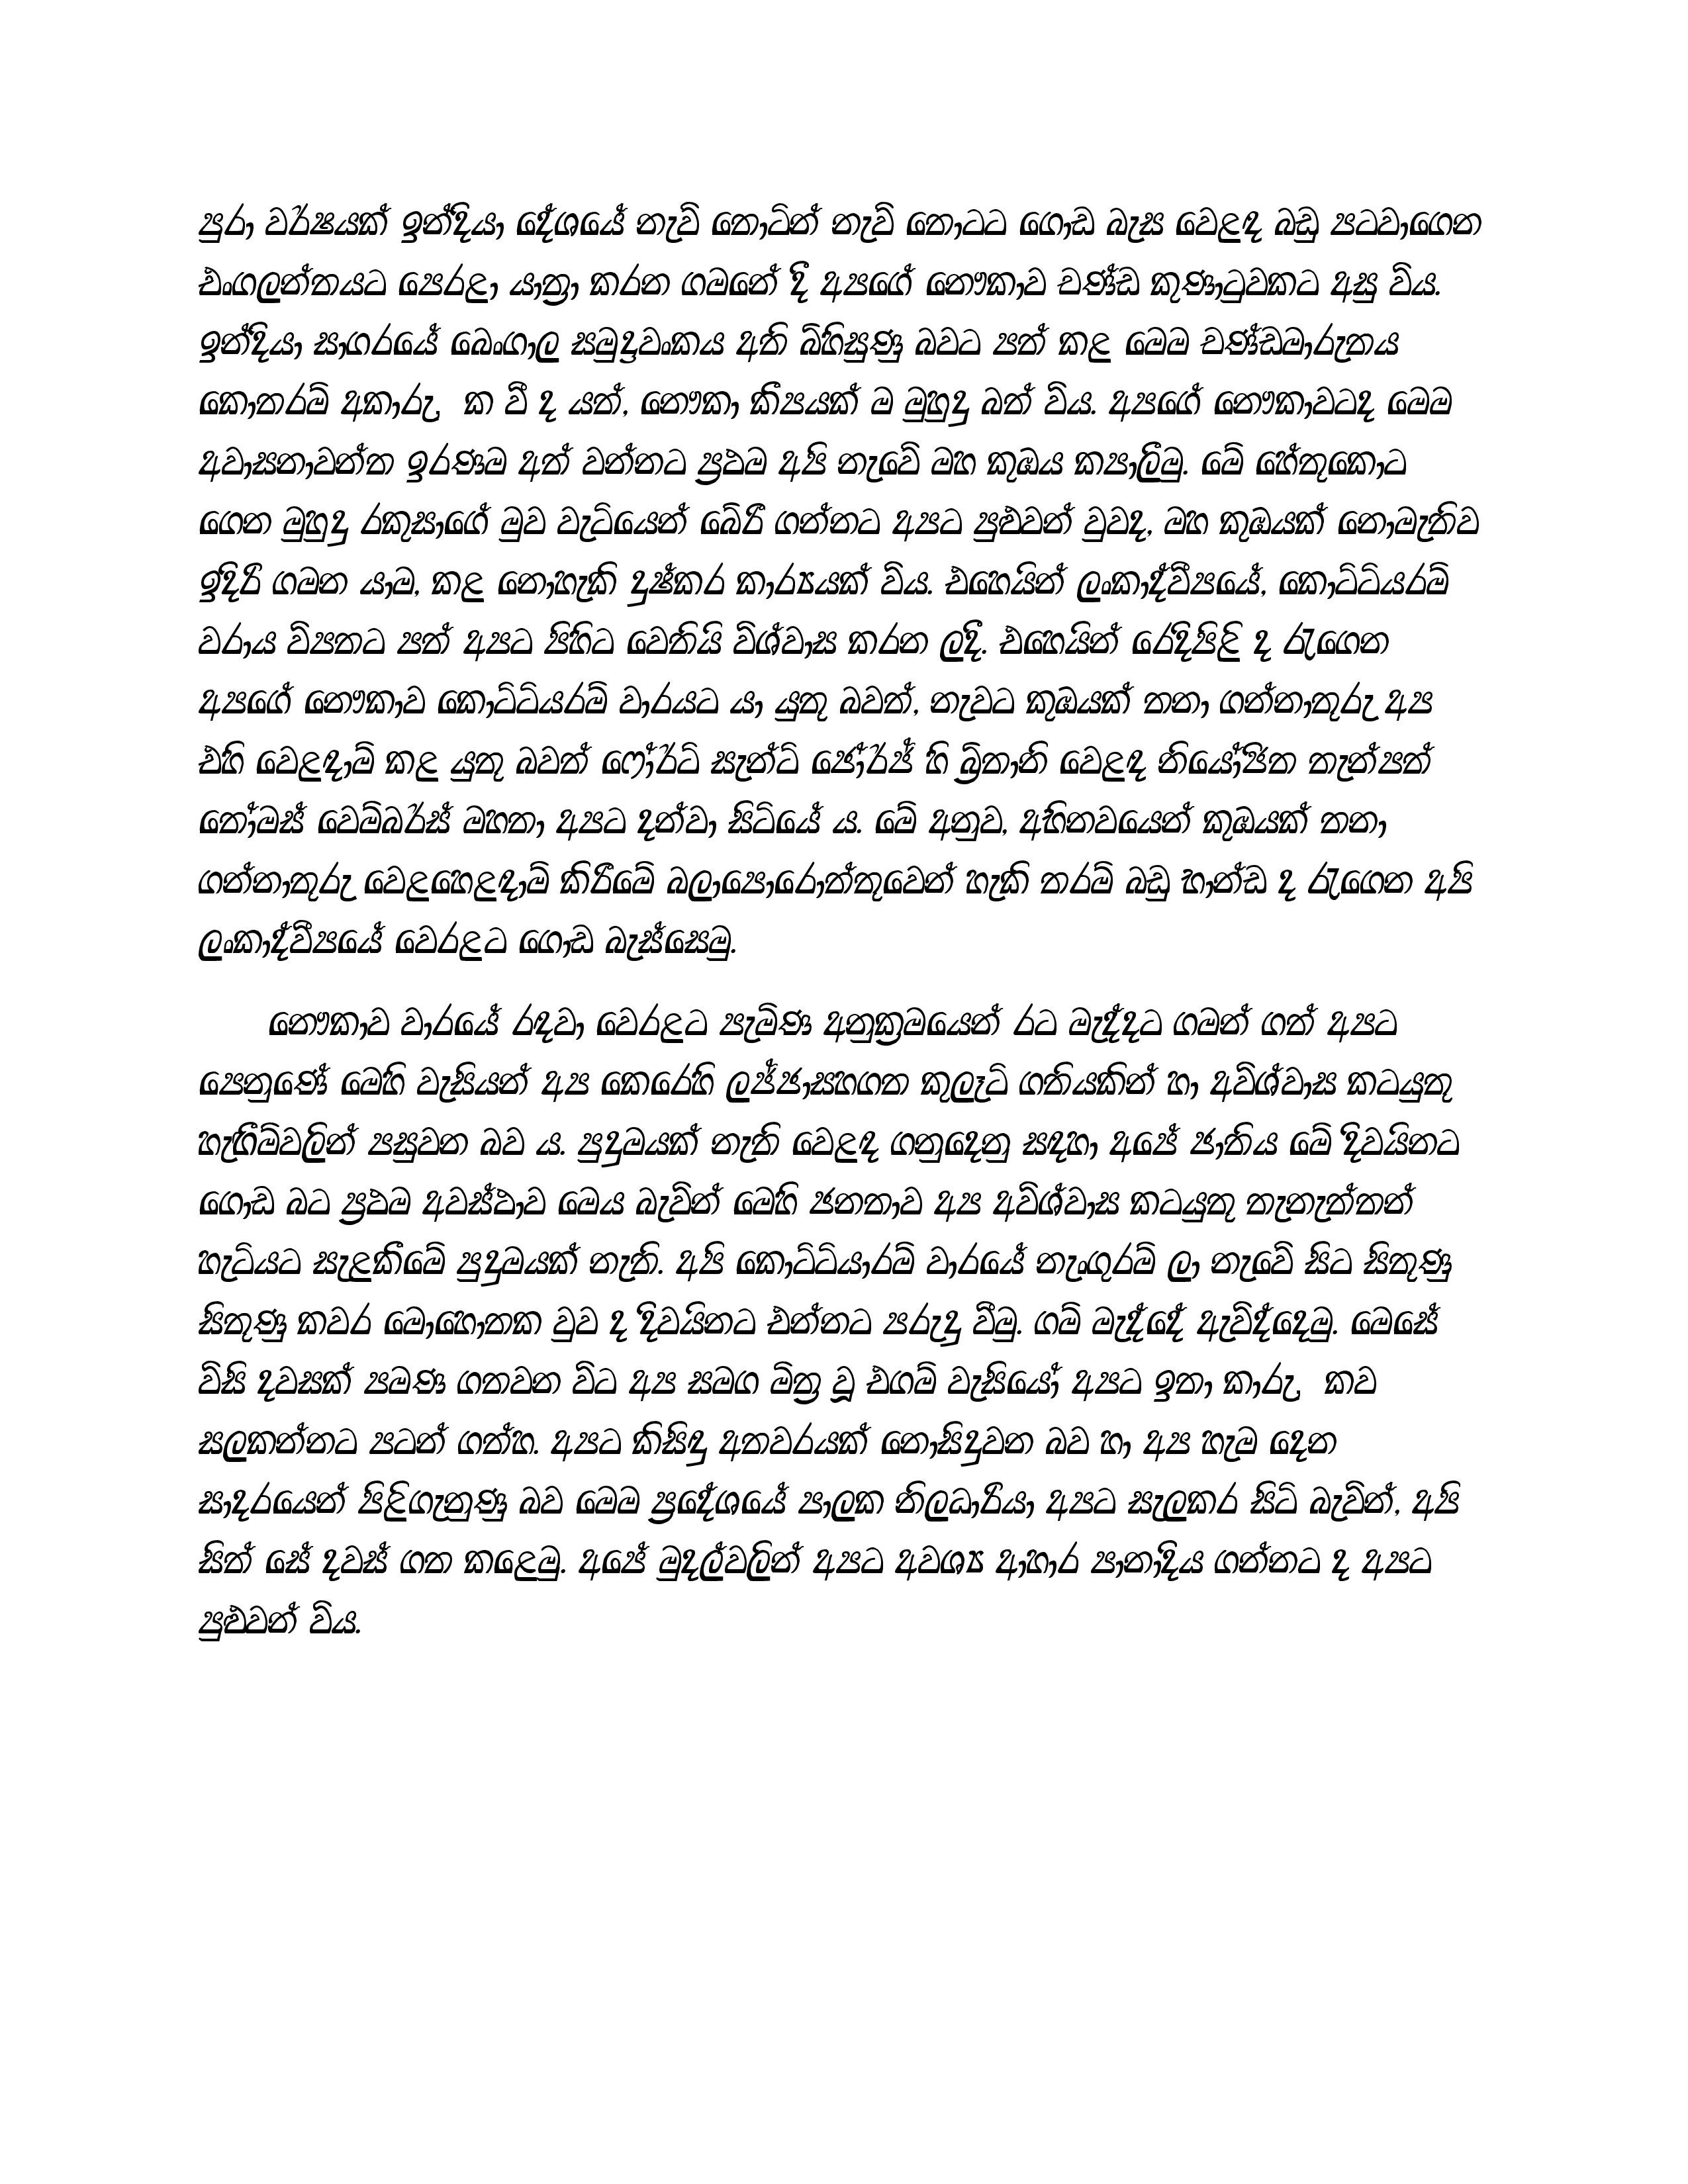 පුරා වර්ෂයක් ඉන්දියා දේශයේ නැව් තොටින් නැව් තොටට ගොඩ බැස වෙළඳ බඩු පටවාගෙන
එංගලන්තයට පෙරළා යාත්‍රා කරන ගමනේ දී අපගේ නෞකාව චණ්ඩ කුණාටුවකට අසු විය.
ඉන්දියා සාගරයේ බෙංගාල සමුද්‍රවංකය අති බිහිසුණු බවට පත් කළ මෙම චණ්ඩමාරුතය
කොතරම් අකාරු, ක වී ද යත්, නෞකා කීපයක් ම මුහුදු බත් විය. අපගේ නෞකාවටද මෙම
අවාසනාවන්ත ඉරණම අත් වන්නට ප්‍රථම අපි නැවේ මහ කුඹය කපාලීමු. මේ හේතුකොට
ගෙන මුහුදු රකුසාගේ මුව වැටියෙන් බේරී ගන්නට අපට පුළුවන් වුවද, මහ කුඹයක් නොමැතිව
ඉදිරි ගමන යාම, කළ නොහැකි දුෂ්කර කාර්‍යයක් විය. එහෙයින් ලංකාද්වීපයේ, කොට්ටියරම්
වරාය විපතට පත් අපට පිහිට වෙතියි විශ්වාස කරන ලදී. එහෙයින් රෙදිපිළි ද රැගෙන
අපගේ නෞකාව කොට්ටියරම් වාරයට යා යුතු බවත්, නැවට කුඹයක් තනා ගන්නාතුරු අප
එහි වෙළඳාම් කළ යුතු බවත් ෆෝර්ට් සැන්ට් ජෝර්ජ් හි බ්‍රිතානි වෙළඳ නියෝජිත තැන්පත්
තෝමස් වෙම්බර්ස් මහතා අපට දන්වා සිටියේ ය. මේ අනුව, අභිනවයෙන් කුඹයක් තනා
ගන්නාතුරු වෙළහෙළඳාම් කිරීමේ බලාපොරොත්තුවෙන් හැකි තරම් බඩු භාන්ඩ ද රැගෙන අපි
ලංකාද්වීපයේ වෙරළට ගොඩ බැස්සෙමු.
නෞකාව වාරයේ රඳවා වෙරළට පැමිණ අනුක්‍රමයෙන් රට මැද්දට ගමන් ගත් අපට
පෙනුණේ මෙහි වැසියන් අප කෙරෙහි ලජ්ජාසහගත කුලෑටි ගතියකින් හා අවිශ්වාස කටයුතු
හැඟීම්වලින් පසුවන බව ය. පුදුමයක් නැති වෙළඳ ගනුදෙනු සඳහා අපේ ජාතිය මේ දිවයිනට
ගොඩ බට ප්‍රථම අවස්ථාව මෙය බැවින් මෙහි ජනතාව අප අවිශ්වාස කටයුතු තැනැත්තන්
හැටියට සැළකීමේ පුදුමයක් නැති. අපි කොට්ටියාරම් වාරයේ නැංගුරම් ලා නැවේ සිට සිතුණු
සිතුණු කවර මොහොතක වුව ද දිවයිනට එන්නට පරුදු වීමු. ගම් මැද්දේ ඇවිද්දෙමු. මෙසේ
විසි දවසක් පමණ ගතවන විට අප සමග මිත්‍ර වූ එගම් වැසියෝ අපට ඉතා කාරු, කව
සලකන්නට පටන් ගත්හ. අපට කිසිඳු අතවරයක් නොසිදුවන බව හා අප හැම දෙන
සාදරයෙන් පිළිගැනුණු බව මෙම ප්‍රදේශයේ පාලක නිලධාරියා අපට සැලකර සිටි බැවින්, අපි
සිත් සේ දවස් ගත කළෙමු. අපේ මුදල්වලින් අපට අවශ්‍ය ආහාර පානාදිය ගන්නට ද අපට
පුළුවන් විය.